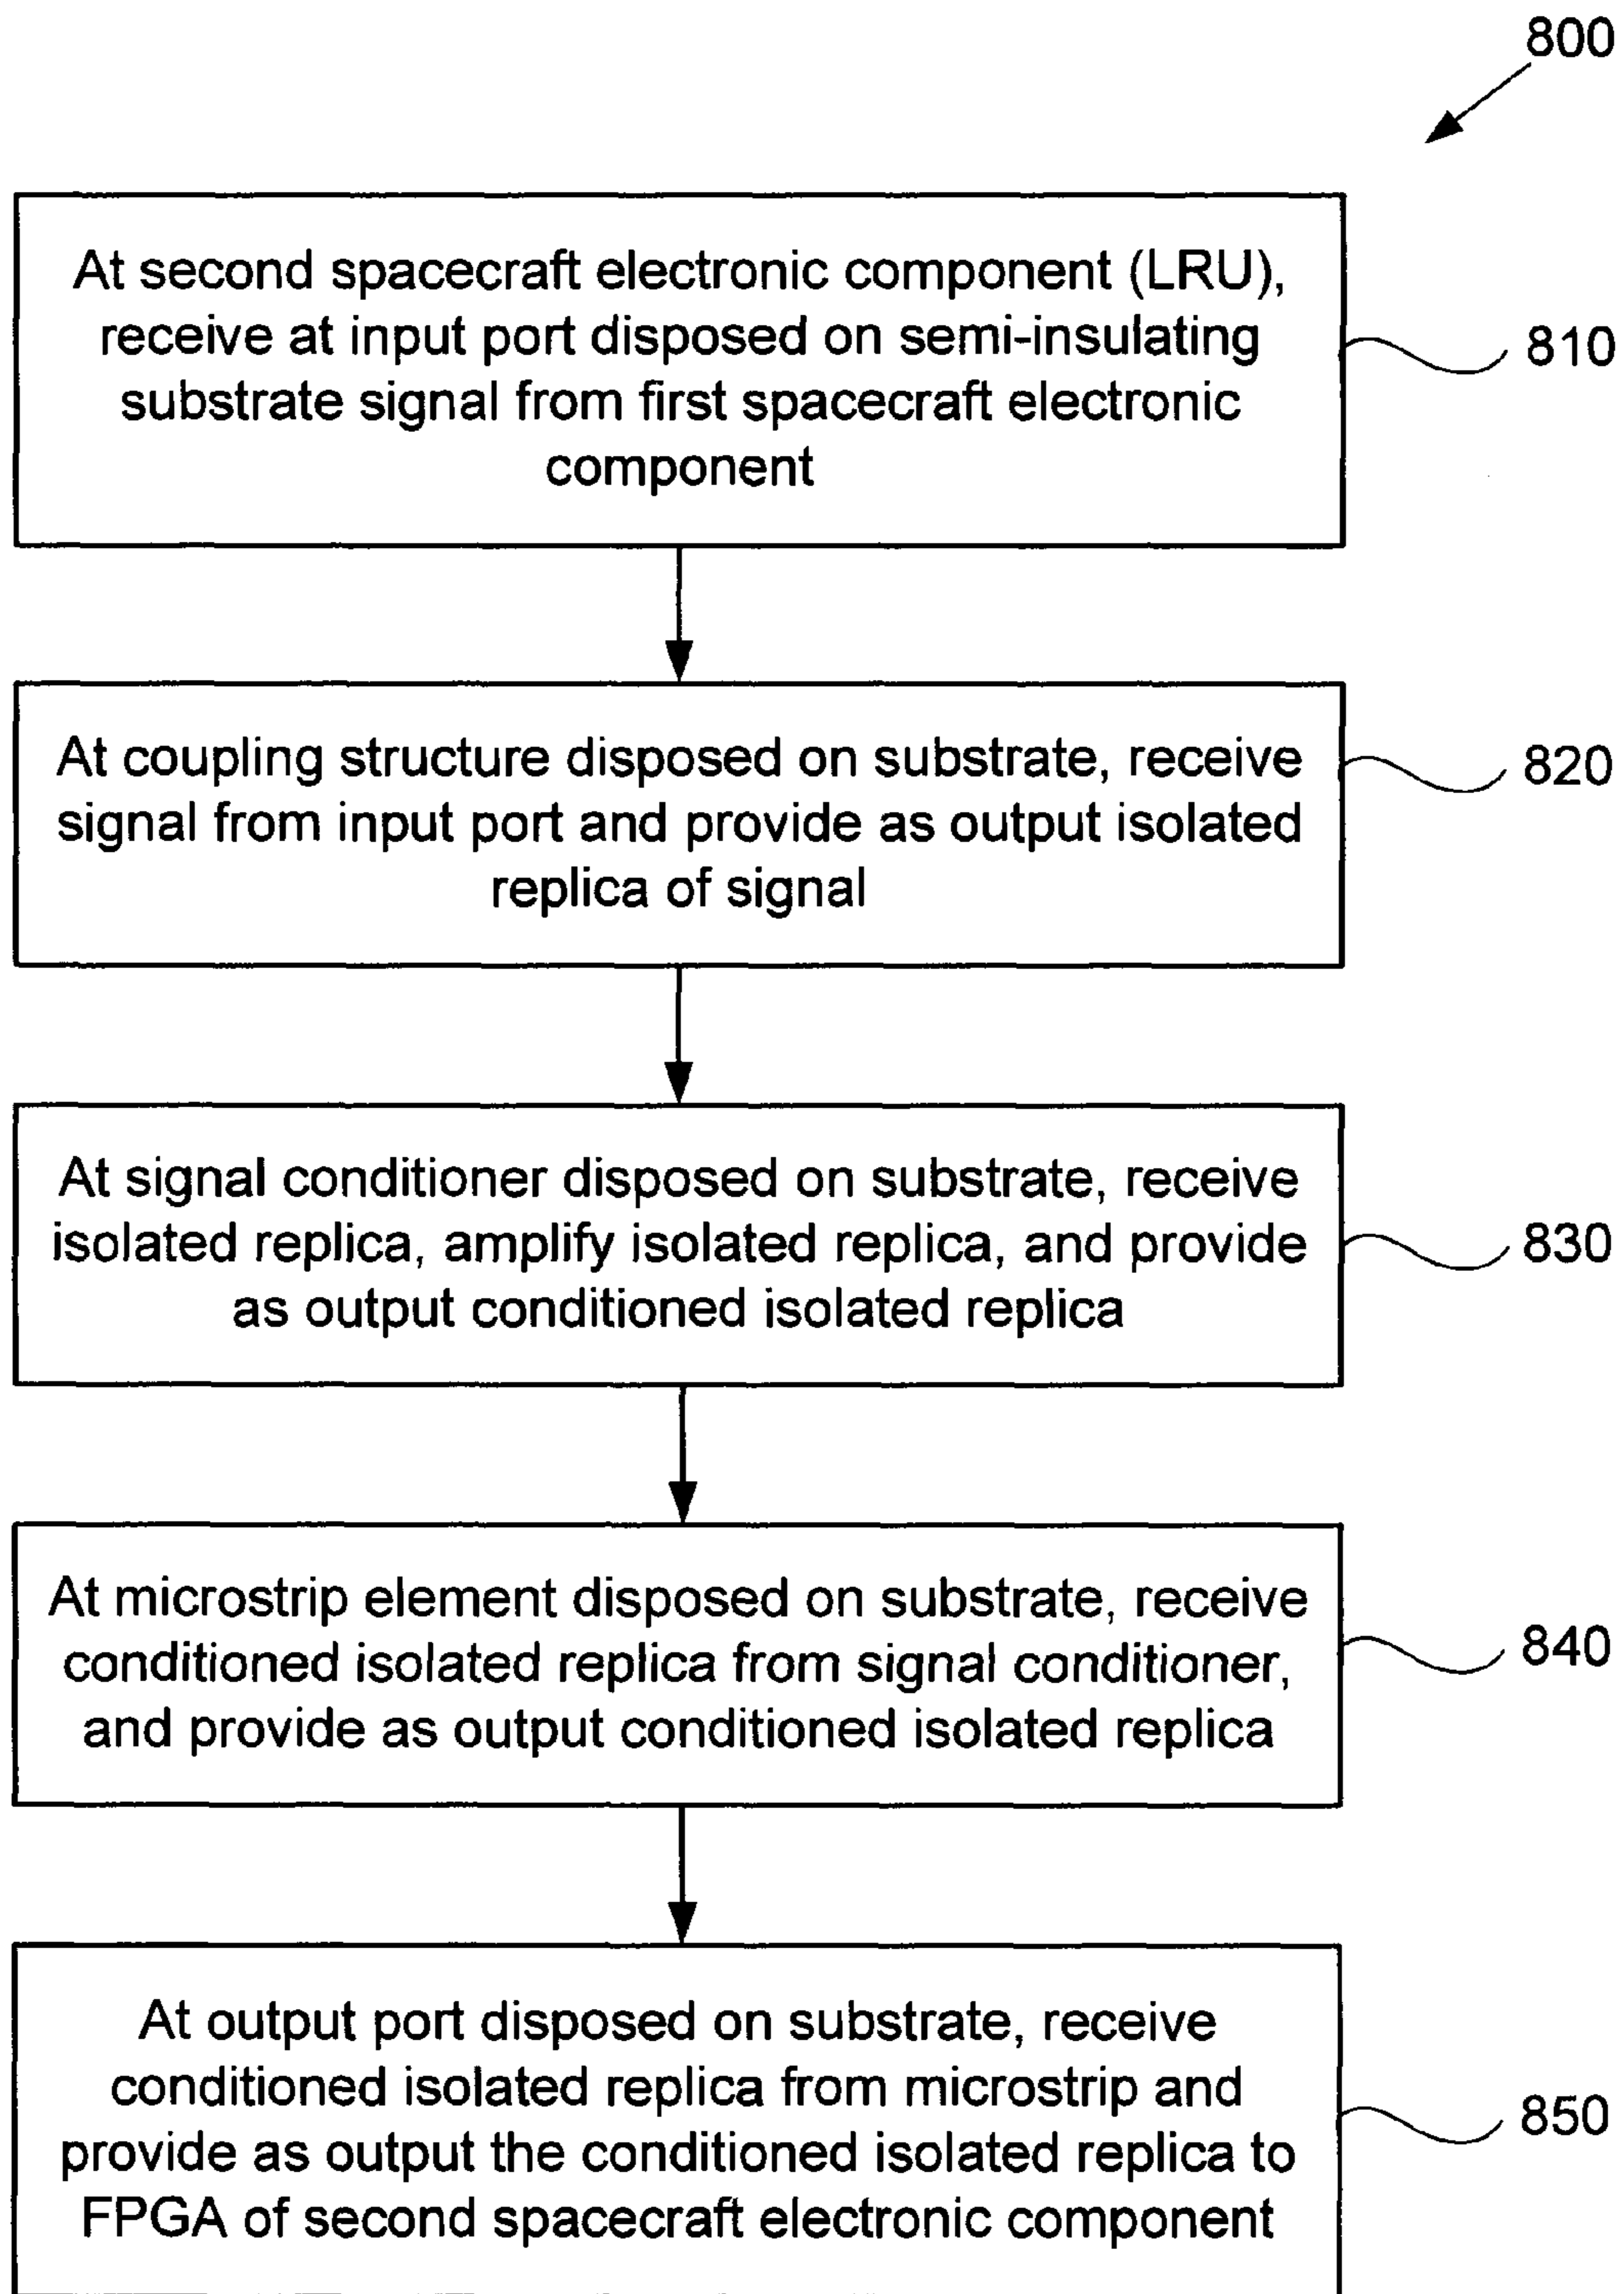 800
At second spacecraft electronic component (LRU),
receive at input port disposed on semi-insulating
substrate signal from first spacecraft electronic
component
810
At coupling structure disposed on substrate, receive
signal from input port and provide as output isolated
replica of signal
820
At signal conditioner disposed on substrate, receive
isolated replica, amplify isolated replica, and provide
as output conditioned isolated replica
830
At microstrip element disposed on substrate, receive
conditioned isolated replica from signal conditioner,
and provide as output conditioned isolated replica
840
At output port disposed on substrate, receive
conditioned isolated replica from microstrip and
provide as output the conditioned isolated replica to
FPGA of second spacecraft electronic component
850